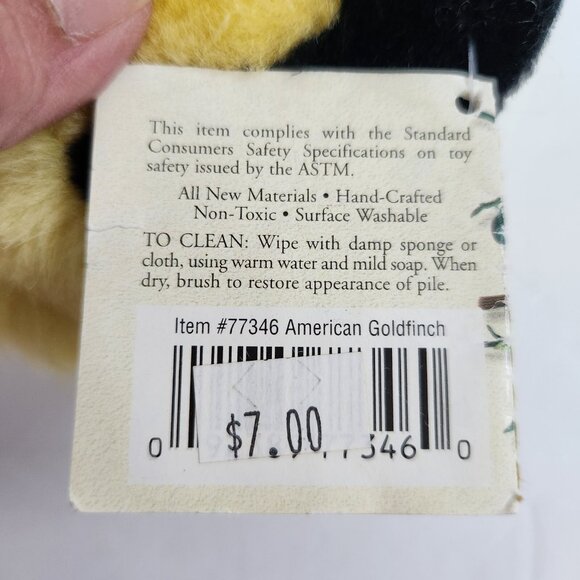 This item complies with the Standard
Consumers Safety Specifications on toy
safety issued by the ASTM.
All New Materials • Hand-Crafted
Non-Toxic • Surface Washable
TO CLEAN: Wipe with damp sponge or
cloth, using warm water and mild soap. When
dry, brush to restore appearance of pile.
Item #77346 American Goldfinch
$7.00
0 77346 0